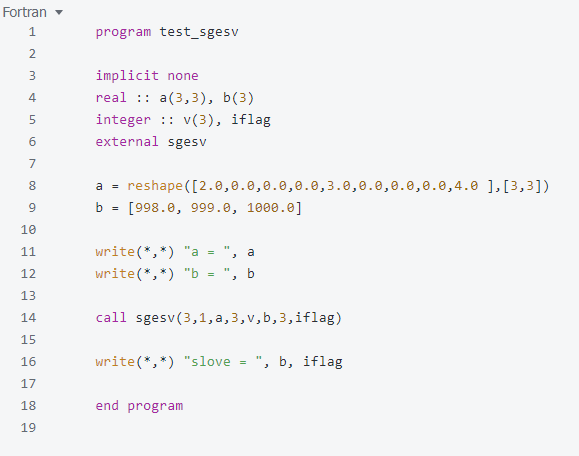 Fortran
1 program test_sgesv
2
3 implicit none
4 real :: a(3,3), b(3)
5 integer :: v(3), iflag
6 external sgesv
7
8 a = reshape([2.0,0.0,0.0,0.0,3.0,0.0,0.0,0.0,4.0 ],[3,3])
9 b = [998.0, 999.0, 1000.0]
10
11 write(*,*) "a = ", a
12 write(*,*) "b = ", b
13
14 call sgesv(3,1,a,3,v,b,3,iflag)
15
16 write(*,*) "slove = ", b, iflag
17
18 end program
19